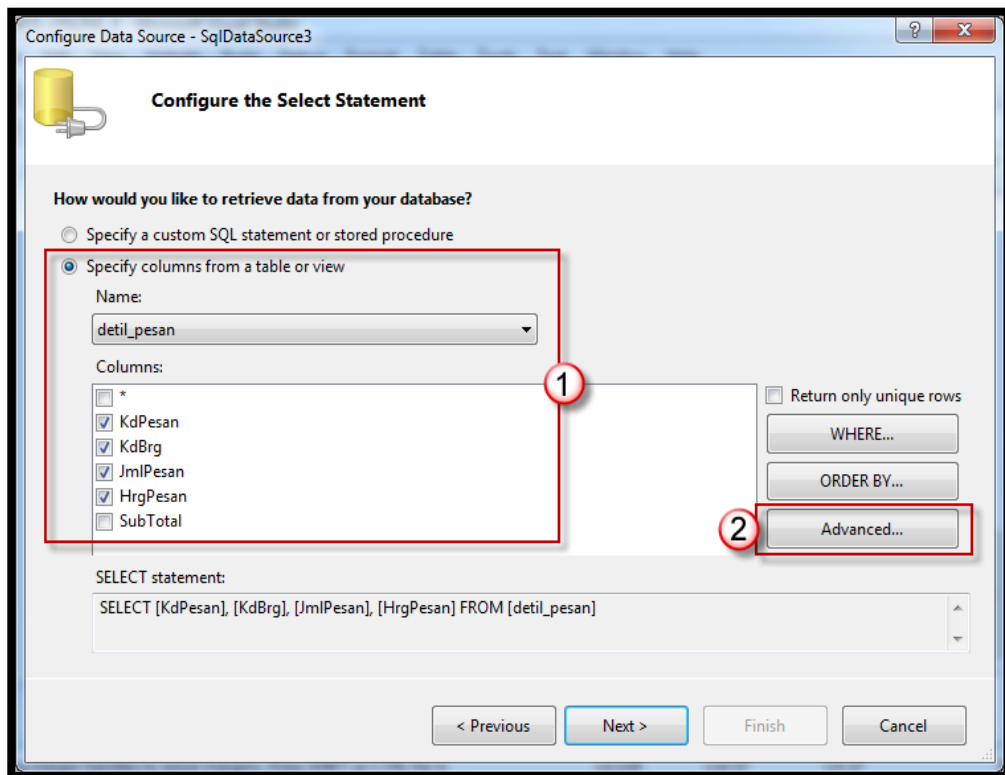 Configure Data Source - SqlDataSource3
Configure the Select Statement
How would you like to retrieve data from your database?
Specify a custom SQL statement or stored procedure
Specify columns from a table or view
Name:
detil_pesan
Columns:
1
*
Return only unique rows
KdPesan
WHERE...
KdBrg
JmlPesan
ORDER BY...
HrgPesan
SubTotal
2
Advanced...
SELECT statement:
SELECT [KdPesan], [KdBrg], [JmlPesan], [HrgPesan] FROM [detil_pesan]
< Previous
Next >
Finish
Cancel